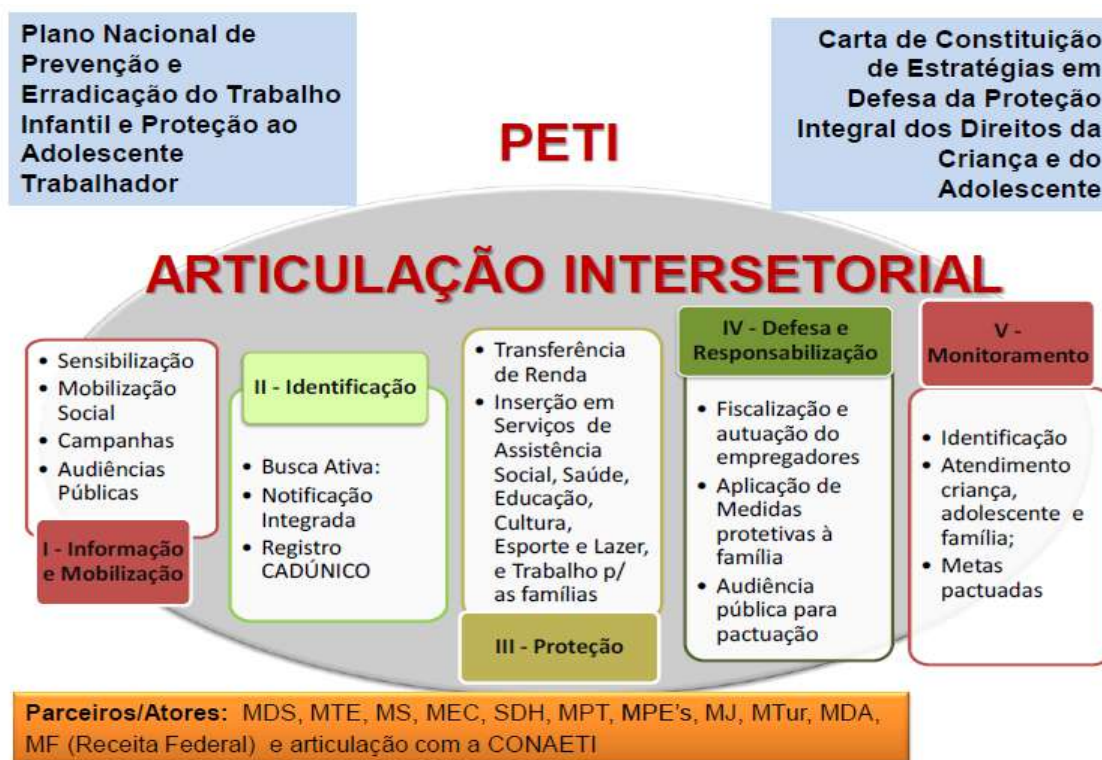 Plano Nacional de
Prevenção e
Erradicação do Trabalho
Infantil e Proteção ao
Adolescente
Trabalhador
Carta de Constituição
de Estratégias em
Defesa da Proteção
Integral dos Direitos da
Criança e do
Adolescente
PETI
ARTICULAÇÃO INTERSETORIAL
• Sensibilização
• Mobilização
Social
• Campanhas
• Audiências
Públicas
I - Informação
e Mobilização
II - Identificação
• Busca Ativa:
• Notificação
Integrada
• Registro
CADÚNICO
• Transferência
de Renda
• Inserção em
Serviços de
Assistência
Social, Saúde,
Educação,
Cultura,
Esporte e Lazer,
e Trabalho p/
as famílias
III - Proteção
IV - Defesa e
Responsabilização
• Fiscalização e
autuação do
empregadores
• Aplicação de
Medidas
protetivas à
família
• Audiência
pública para
pactuação
V -
Monitoramento
• Identificação
• Atendimento
criança,
adolescente e
família;
• Metas
pactuadas
Parceiros/Atores: MDS, MTE, MS, MEC, SDH, MPT, MPE's, MJ, MTur, MDA,
MF (Receita Federal) e articulação com a CONAETI